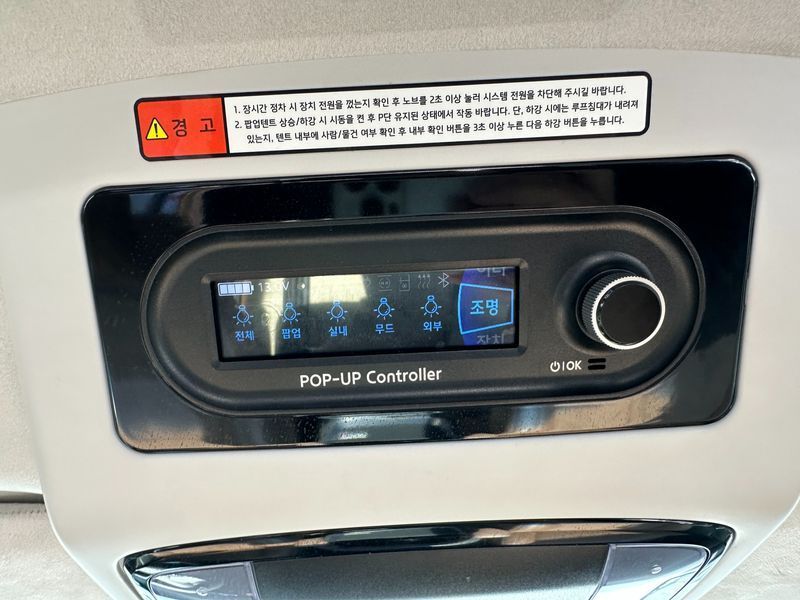 경 고
1. 장시간 정차 시 장치 전원을 껐는지 확인 후 노브를 2초 이상 눌러 시스템 전원을 차단해 주시길 바랍니다.
2. 팝업텐트 상승/하강 시 시동을 켠 후 P단 유지된 상태에서 작동 바랍니다. 단, 하강 시에는 루프침대가 내려져
있는지, 텐트 내부에 사람/물건 여부 확인 후 내부 확인 버튼을 3초 이상 누른 다음 하강 버튼을 누릅니다.
13.0V
전체 팝업 실내 무드 외부 조명
장치
POP-UP Controller
OK